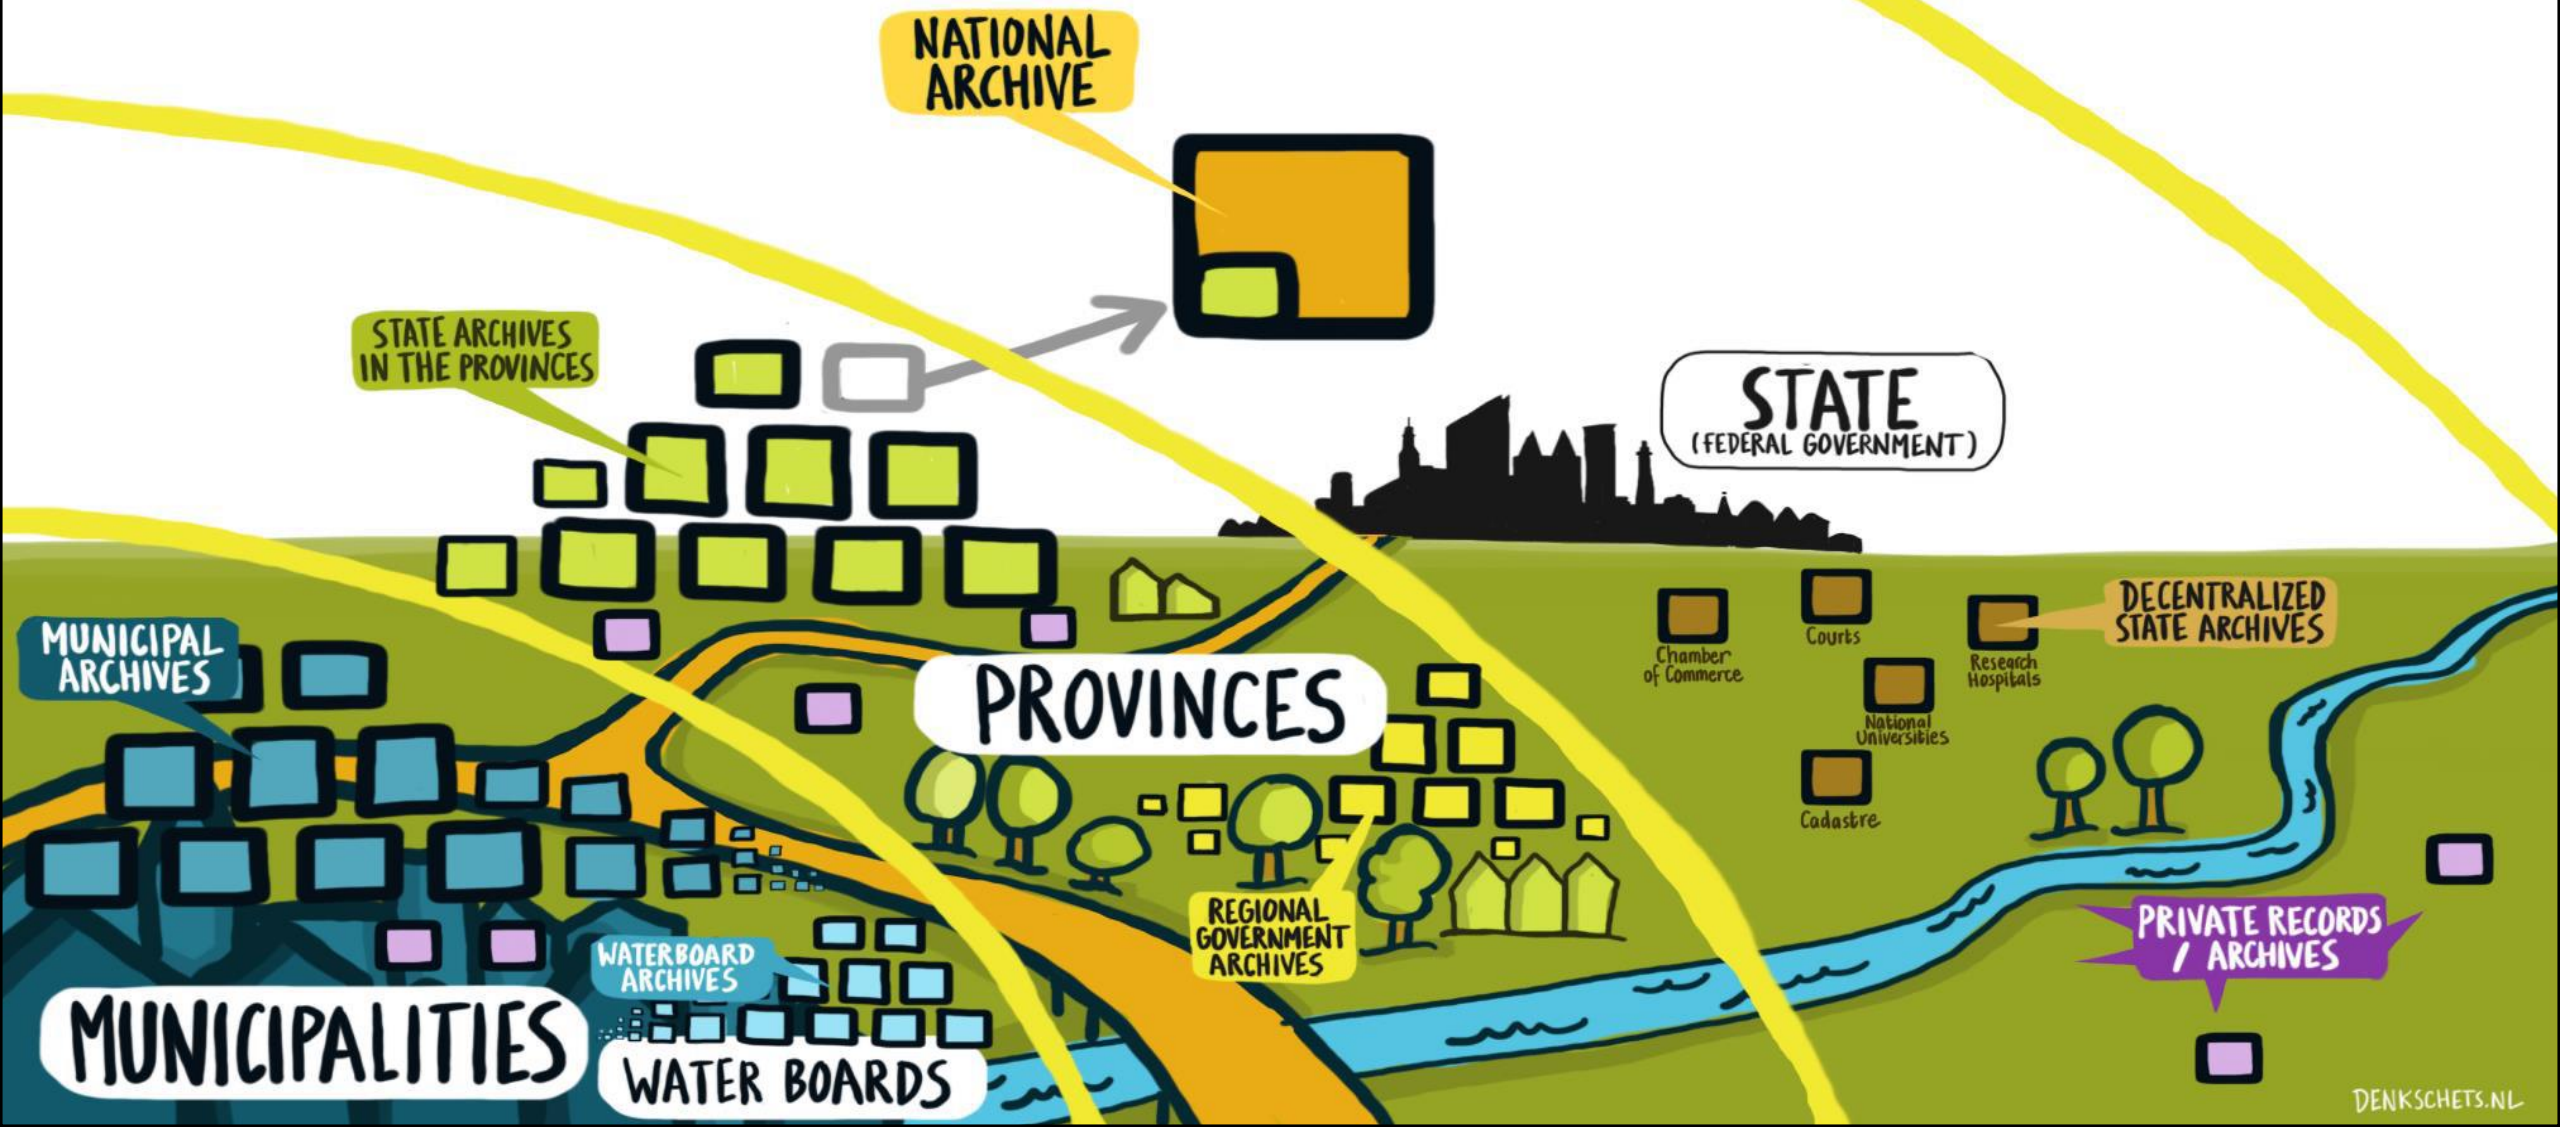 NATIONAL
ARCHIVE
STATE ARCHIVES
IN THE PROVINCES
STATE
(FEDERAL GOVERNMENT)
MUNICIPAL
ARCHIVES
PROVINCES
Chamber
of Commerce
Courts
Research
Hospitals
DECENTRALIZED
STATE ARCHIVES
National
Universities
Cadastre
REGIONAL
GOVERNMENT
ARCHIVES
PRIVATE RECORDS
/ ARCHIVES
WATERBOARD
ARCHIVES
MUNICIPALITIES
WATER BOARDS
DENKSCHETS.NL